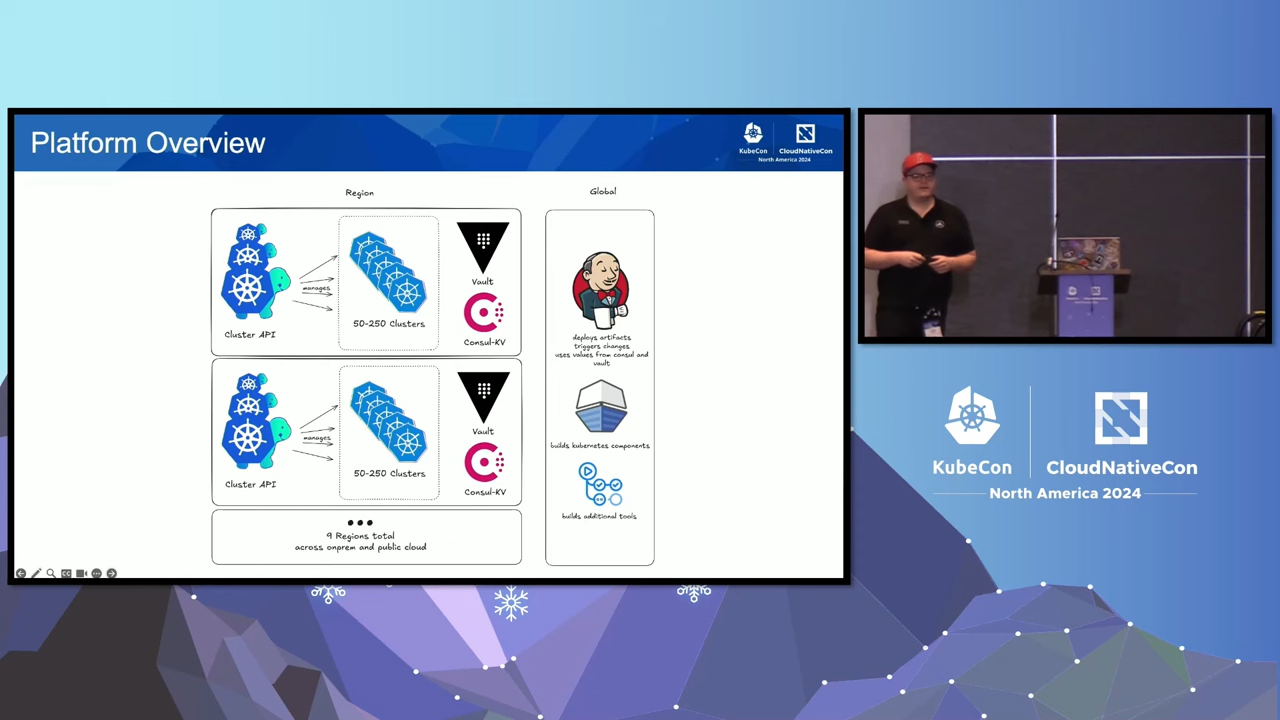 Platform Overview
KubeCon
CloudNativeCon
North America 2024
Region
Global
Cluster API
manages
50-250 Clusters
Vault
Consul-KV
Cluster API
manages
50-250 Clusters
Vault
Consul-KV
9 Regions total
across onprem and public cloud
deploys artifacts
triggers changes
uses values from consul and
vault
builds kubernetes components
builds additional tools
KubeCon
CloudNativeCon
North America 2024